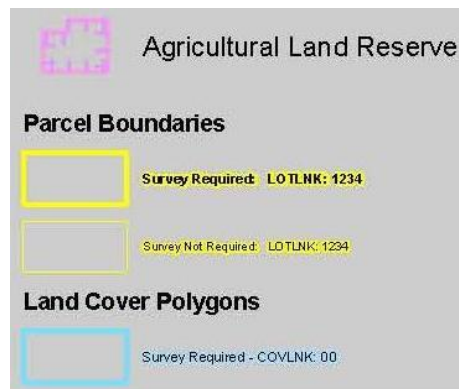 Agricultural Land Reserve
Parcel Boundaries
Survey Required: LOTLNK: 1234
Survey Not Required: LOTLNK: 1234
Land Cover Polygons
Survey Required - COVLNK: 00